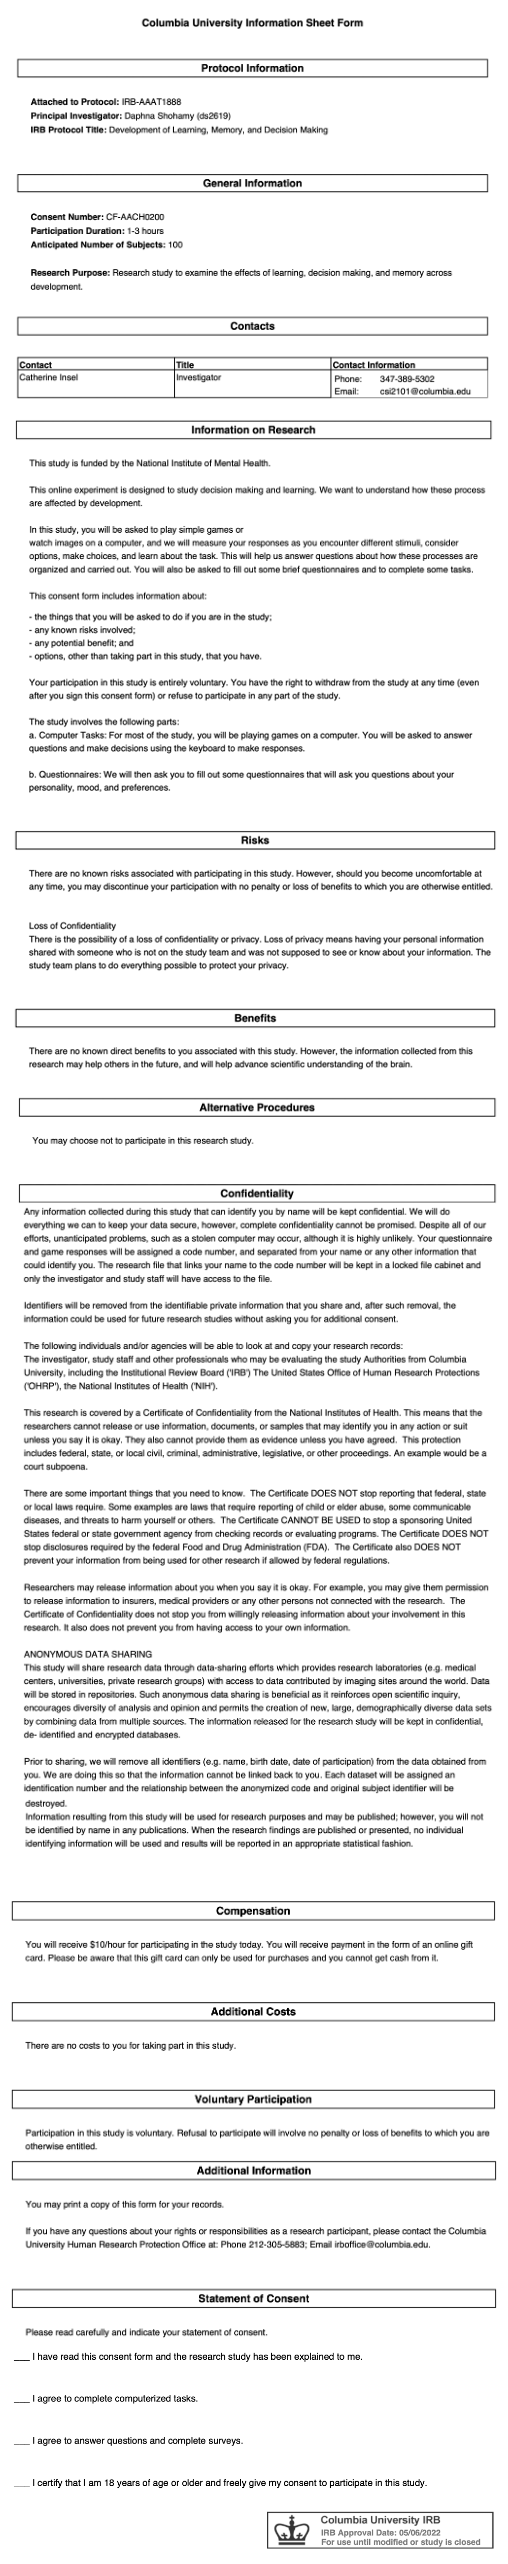 Columbia University Information Sheet Form
Protocol Information
Attached to Protocol: IRB-AAAT1888
Principal Investigator: Daphna Shohamy (ds2619)
IRB Protocol Title: Development of Learning, Memory, and Decision Making
General Information
Consent Number: CF-AACH0200
Participation Duration: 1-3 hours
Anticipated Number of Subjects: 100
Research Purpose: Research study to examine the effects of learning, decision making, and memory across
development.
Contacts
Contact Title Contact Information
Catherine Insel Investigator Phone: 347-389-5302
Email: csi2101@columbia.edu
Information on Research
This study is funded by the National Institute of Mental Health.
This online experiment is designed to study decision making and learning. We want to understand how these process
are affected by development.
In this study, you will be asked to play simple games or
watch images on a computer, and we will measure your responses as you encounter different stimuli, consider
options, make choices, and learn about the task. This will help us answer questions about how these processes are
organized and carried out. You will also be asked to fill out some brief questionnaires and to complete some tasks.
This consent form includes information about:
- the things that you will be asked to do if you are in the study;
- any known risks involved;
- any potential benefit; and
- options, other than taking part in this study, that you have.
Your participation in this study is entirely voluntary. You have the right to withdraw from the study at any time (even
after you sign this consent form) or refuse to participate in any part of the study.
The study involves the following parts:
a. Computer Tasks: For most of the study, you will be playing games on a computer. You will be asked to answer
questions and make decisions using the keyboard to make responses.
b. Questionnaires: We will then ask you to fill out some questionnaires that will ask you questions about your
personality, mood, and preferences.
Risks
There are no known risks associated with participating in this study. However, should you become uncomfortable at
any time, you may discontinue your participation with no penalty or loss of benefits to which you are otherwise entitled.
Loss of Confidentiality
There is the possibility of a loss of confidentiality or privacy. Loss of privacy means having your personal information
shared with someone who is not on the study team and was not supposed to see or know about your information. The
study team plans to do everything possible to protect your privacy.
Benefits
There are no known direct benefits to you associated with this study. However, the information collected from this
research may help others in the future, and will help advance scientific understanding of the brain.
Alternative Procedures
You may choose not to participate in this research study.
Confidentiality
Any information collected during this study that can identify you by name will be kept confidential. We will do
everything we can to keep your data secure, however, complete confidentiality cannot be promised. Despite all of our
efforts, unanticipated problems, such as a stolen computer may occur, although it is highly unlikely. Your questionnaire
and game responses will be assigned a code number, and separated from your name or any other information that
could identify you. The research file that links your name to the code number will be kept in a locked file cabinet and
only the investigator and study staff will have access to the file.
Identifiers will be removed from the identifiable private information that you share and, after such removal, the
information could be used for future research studies without asking you for additional consent.
The following individuals and/or agencies will be able to look at and copy your research records:
The investigator, study staff and other professionals who may be evaluating the study Authorities from Columbia
University, including the Institutional Review Board ('IRB') The United States Office of Human Research Protections
('OHRP'), the National Institutes of Health ('NIH').
This research is covered by a Certificate of Confidentiality from the National Institutes of Health. This means that the
researchers cannot release or use information, documents, or samples that may identify you in any action or suit
unless you say it is okay. They also cannot provide them as evidence unless you have agreed. This protection
includes federal, state, or local civil, criminal, administrative, legislative, or other proceedings. An example would be a
court subpoena.
There are some important things that you need to know. The Certificate DOES NOT stop reporting that federal, state
or local laws require. Some examples are laws that require reporting of child or elder abuse, some communicable
diseases, and threats to harm yourself or others. The Certificate CANNOT BE USED to stop a sponsoring United
States federal or state government agency from checking records or evaluating programs. The Certificate DOES NOT
stop disclosures required by the federal Food and Drug Administration (FDA). The Certificate also DOES NOT
prevent your information from being used for other research if allowed by federal regulations.
Researchers may release information about you when you say it is okay. For example, you may give them permission
to release information to insurers, medical providers or any other persons not connected with the research. The
Certificate of Confidentiality does not stop you from willingly releasing information about your involvement in this
research. It also does not prevent you from having access to your own information.
ANONYMOUS DATA SHARING
This study will share research data through data-sharing efforts which provides research laboratories (e.g. medical
centers, universities, private research groups) with access to data contributed by imaging sites around the world. Data
will be stored in repositories. Such anonymous data sharing is beneficial as it reinforces open scientific inquiry,
encourages diversity of analysis and opinion and permits the creation of new, large, demographically diverse data sets
by combining data from multiple sources. The information released for the research study will be kept in confidential,
de- identified and encrypted databases.
Prior to sharing, we will remove all identifiers (e.g. name, birth date, date of participation) from the data obtained from
you. We are doing this so that the information cannot be linked back to you. Each dataset will be assigned an
identification number and the relationship between the anonymized code and original subject identifier will be
destroyed.
Information resulting from this study will be used for research purposes and may be published; however, you will not
be identified by name in any publications. When the research findings are published or presented, no individual
identifying information will be used and results will be reported in an appropriate statistical fashion.
Compensation
You will receive $10/hour for participating in the study today. You will receive payment in the form of an online gift
card. Please be aware that this gift card can only be used for purchases and you cannot get cash from it.
Additional Costs
There are no costs to you for taking part in this study.
Voluntary Participation
Participation in this study is voluntary. Refusal to participate will involve no penalty or loss of benefits to which you are
otherwise entitled.
Additional Information
You may print a copy of this form for your records.
If you have any questions about your rights or responsibilities as a research participant, please contact the Columbia
University Human Research Protection Office at: Phone 212-305-5883; Email irboffice@columbia.edu.
Statement of Consent
Please read carefully and indicate your statement of consent.
___ I have read this consent form and the research study has been explained to me.
___ I agree to complete computerized tasks.
___ I agree to answer questions and complete surveys.
___ I certify that I am 18 years of age or older and freely give my consent to participate in this study.
Columbia University IRB
IRB Approval Date: 05/06/2022
For use until modified or study is closed